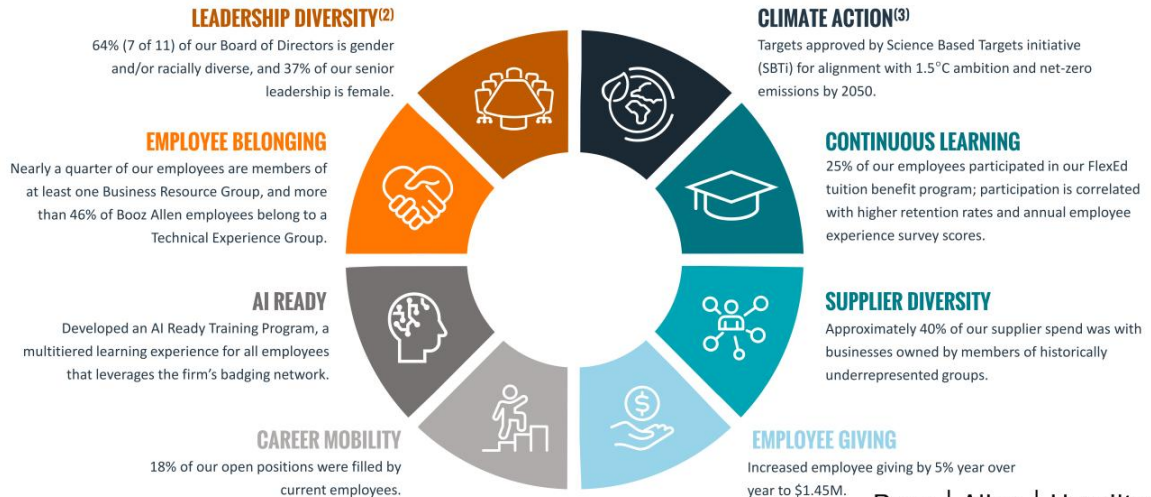 LEADERSHIP DIVERSITY(2)
64% (7 of 11) of our Board of Directors is gender
and/or racially diverse, and 37% of our senior
leadership is female.
EMPLOYEE BELONGING
Nearly a quarter of our employees are members of
at least one Business Resource Group, and more
than 46% of Booz Allen employees belong to a
Technical Experience Group.
AI READY
Developed an AI Ready Training Program, a
multitiered learning experience for all employees
that leverages the firm's badging network.
CAREER MOBILITY
18% of our open positions were filled by
current employees.
CLIMATE ACTION(3)
Targets approved by Science Based Targets initiative
(SBTi) for alignment with 1.5°C ambition and net-zero
emissions by 2050.
CONTINUOUS LEARNING
25% of our employees participated in our FlexEd
tuition benefit program; participation is correlated
with higher retention rates and annual employee
experience survey scores.
SUPPLIER DIVERSITY
Approximately 40% of our supplier spend was with
businesses owned by members of historically
underrepresented groups.
EMPLOYEE GIVING
$
Increased employee giving by 5% year over
year to $1.45M.